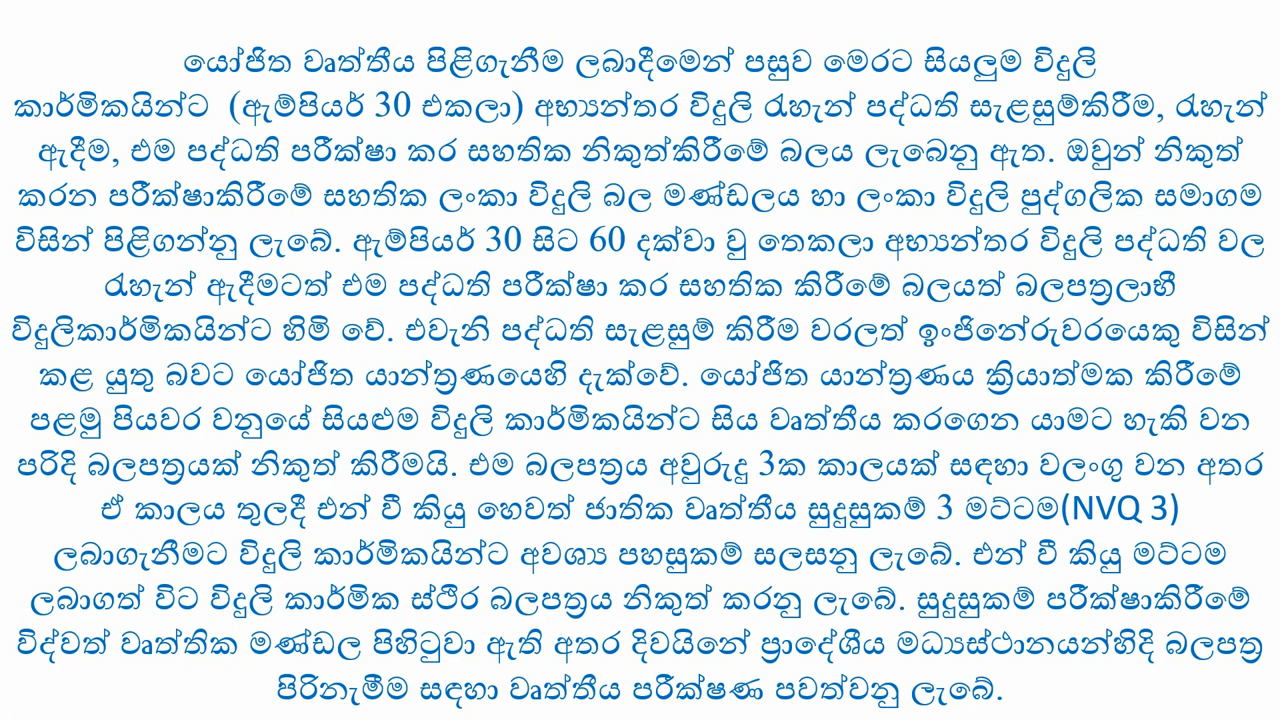 යෝජිත වෘත්තීය පිළිගැනීම ලබාදීමෙන් පසුව මෙරට සියලුම විදුලි
කාර්මිකයින්ට (ඇම්පියර් 30 එකලා) අභ්‍යන්තර විදුලි රැහැන් පද්ධති සැළසුම්කිරීම, රැහැන්
ඇදීම, එම පද්ධති පරීක්ෂා කර සහතික නිකුත්කිරීමේ බලය ලැබෙනු ඇත. ඔවුන් නිකුත්
කරන පරීක්ෂාකිරීමේ සහතික ලංකා විදුලි බල මණ්ඩලය හා ලංකා විදුලි පුද්ගලික සමාගම
විසින් පිළිගන්නු ලැබේ. ඇම්පියර් 30 සිට 60 දක්වා වු තෙකලා අභ්‍යන්තර විදුලි පද්ධති වල
රැහැන් ඇදීමටත් එම පද්ධති පරීක්ෂා කර සහතික කිරීමේ බලයත් බලපත්‍රලාභී
විදුලිකාර්මිකයින්ට හිමි වේ. එවැනි පද්ධති සැළසුම් කිරීම වරලත් ඉංජිනේරුවරයෙකු විසින්
කළ යුතු බවට යෝජිත යාන්ත්‍රණයෙහි දැක්වේ. යෝජිත යාන්ත්‍රණය ක්‍රියාත්මක කිරීමේ
පළමු පියවර වනුයේ සියළුම විදුලි කාර්මිකයින්ට සිය වෘත්තීය කරගෙන යාමට හැකි වන
පරිදි බලපත්‍රයක් නිකුත් කිරීමයි. එම බලපත්‍රය අවුරුදු 3ක කාලයක් සඳහා වලංගු වන අතර
ඒ කාලය තුලදී එන් වී කියු හෙවත් ජාතික වෘත්තීය සුදුසුකම් 3 මට්ටම(NVQ 3)
ලබාගැනීමට විදුලි කාර්මිකයින්ට අවශ්‍ය පහසුකම් සලසනු ලැබේ. එන් වී කියු මට්ටම
ලබාගත් විට විදුලි කාර්මික ස්ථිර බලපත්‍රය නිකුත් කරනු ලැබේ. සුදුසුකම් පරීක්ෂාකිරීමේ
විද්වත් වෘත්තික මණ්ඩල පිහිටුවා ඇති අතර දිවයිනේ ප්‍රාදේශීය මධ්‍යස්ථානයන්හිදි බලපත්‍ර
පිරිනැමීම සඳහා වෘත්තීය පරීක්ෂණ පවත්වනු ලැබේ.